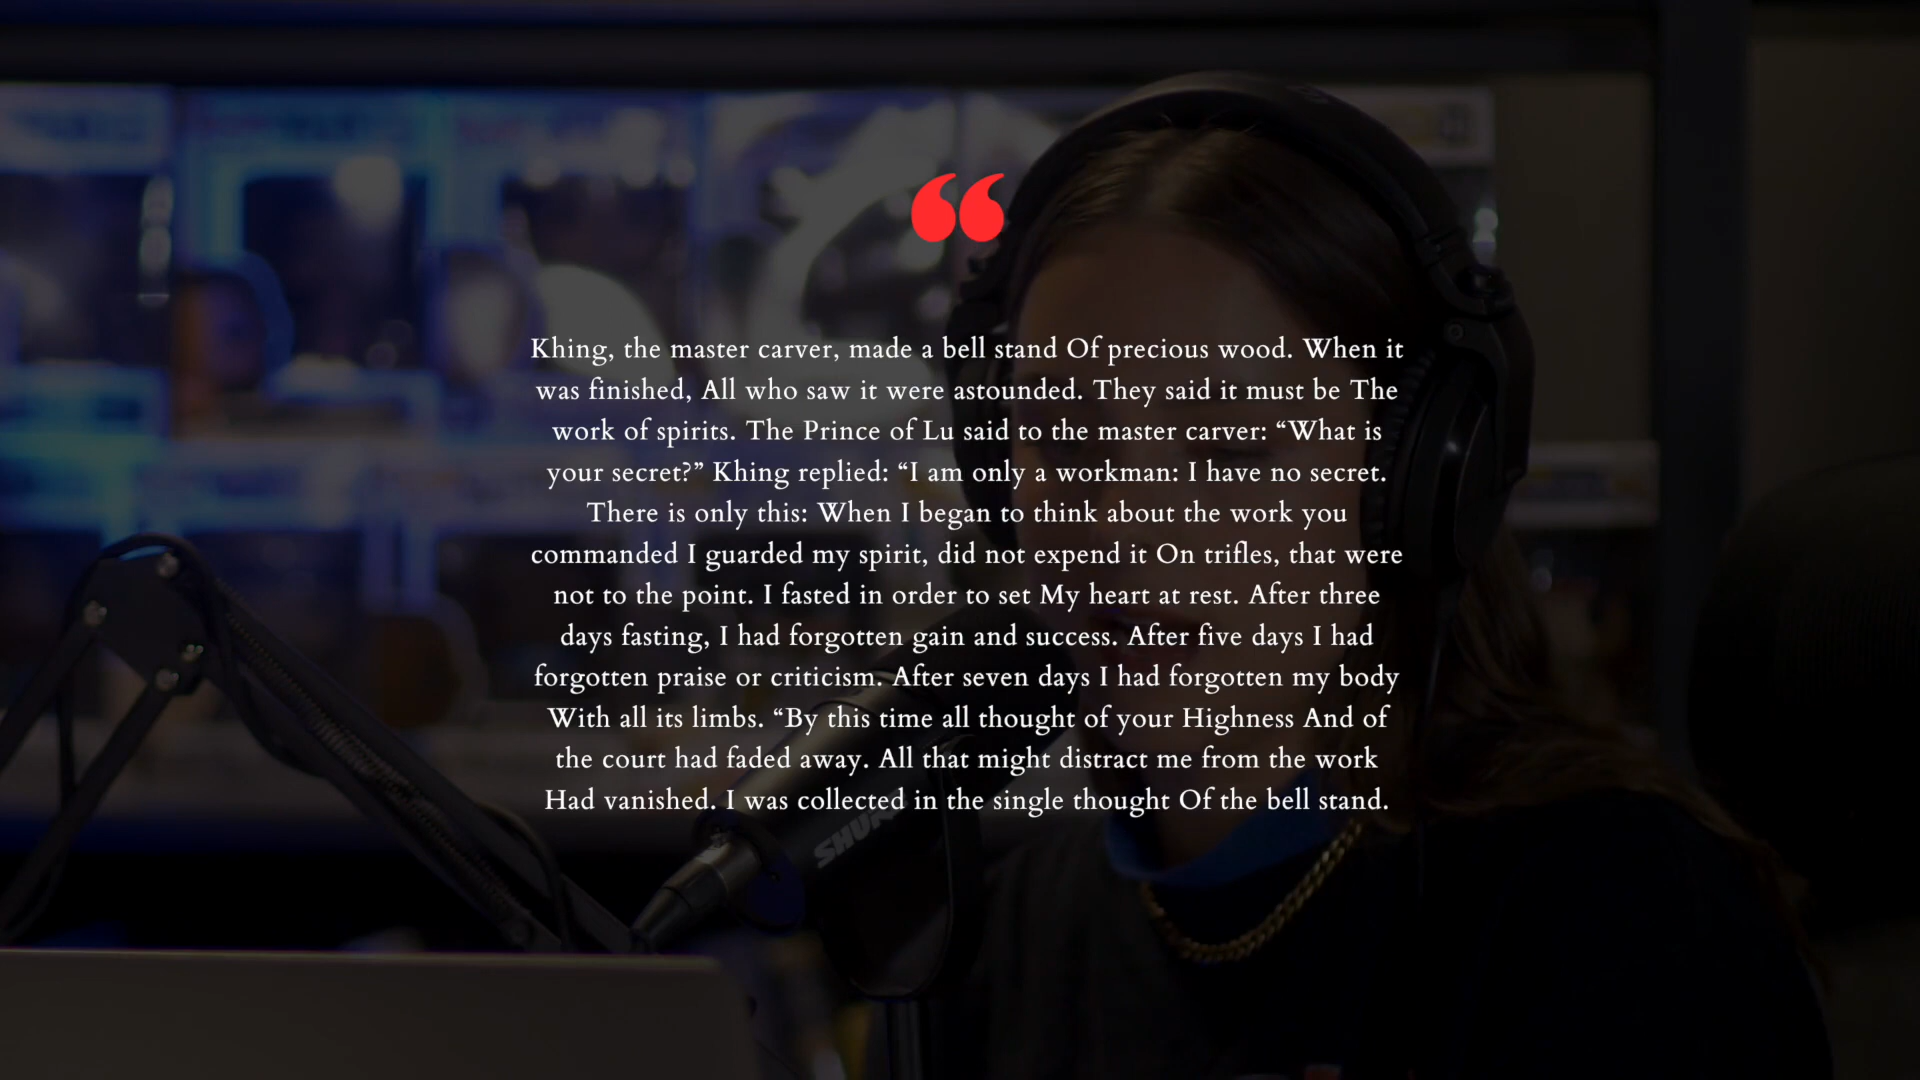 Khing, the master carver, made a bell stand Of precious wood. When it
was finished, All who saw it were astounded. They said it must be The
work of spirits. The Prince of Lu said to the master carver: “What is
your secret?” Khing replied: “I am only a workman: I have no secret.
There is only this: When I began to think about the work you
commanded I guarded my spirit, did not expend it On trifles, that were
not to the point. I fasted in order to set My heart at rest. After three
days fasting, I had forgotten gain and success. After five days I had
forgotten praise or criticism. After seven days I had forgotten my body
With all its limbs. “By this time all thought of your Highness And of
the court had faded away. All that might distract me from the work
Had vanished. I was collected in the single thought Of the bell stand.
SHURE